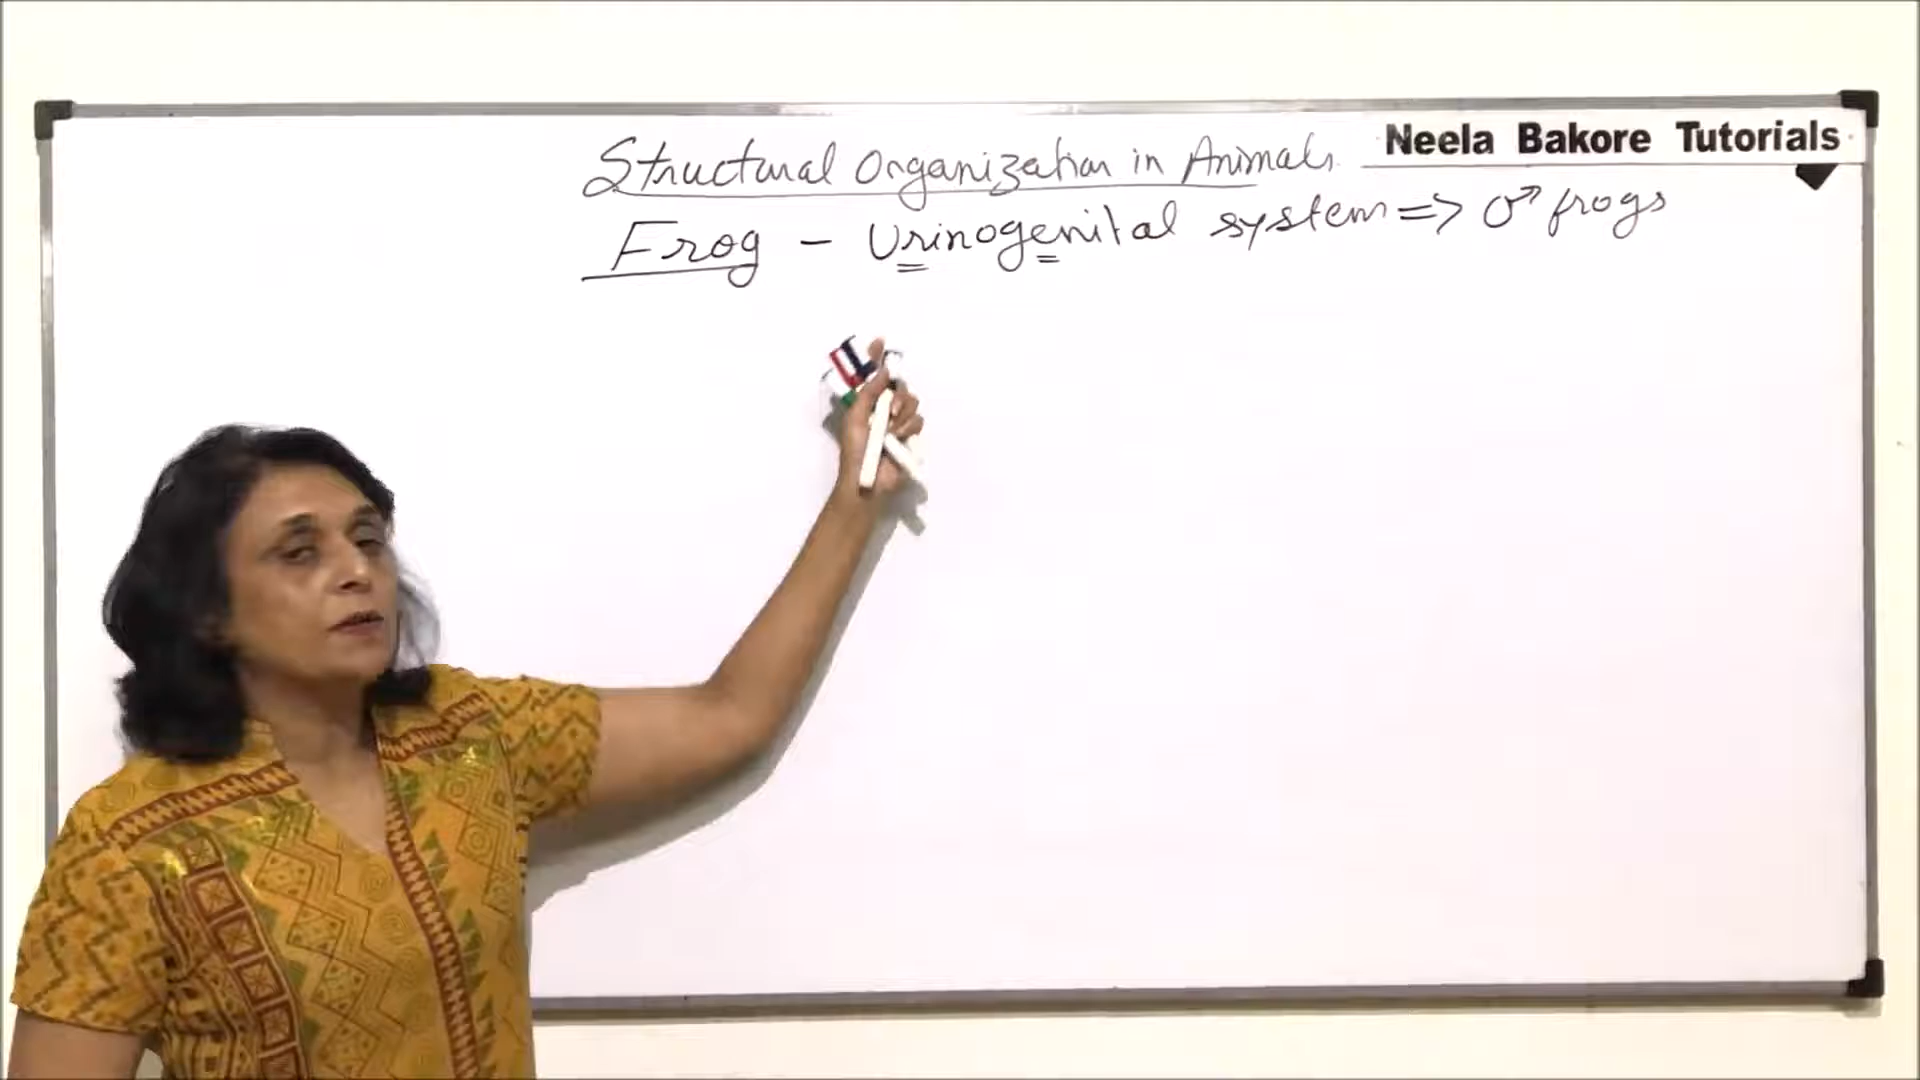 Neela Bakore Tutorials
Structural Organization in Animals
Frog - Urinogenital system => ♂ frogs